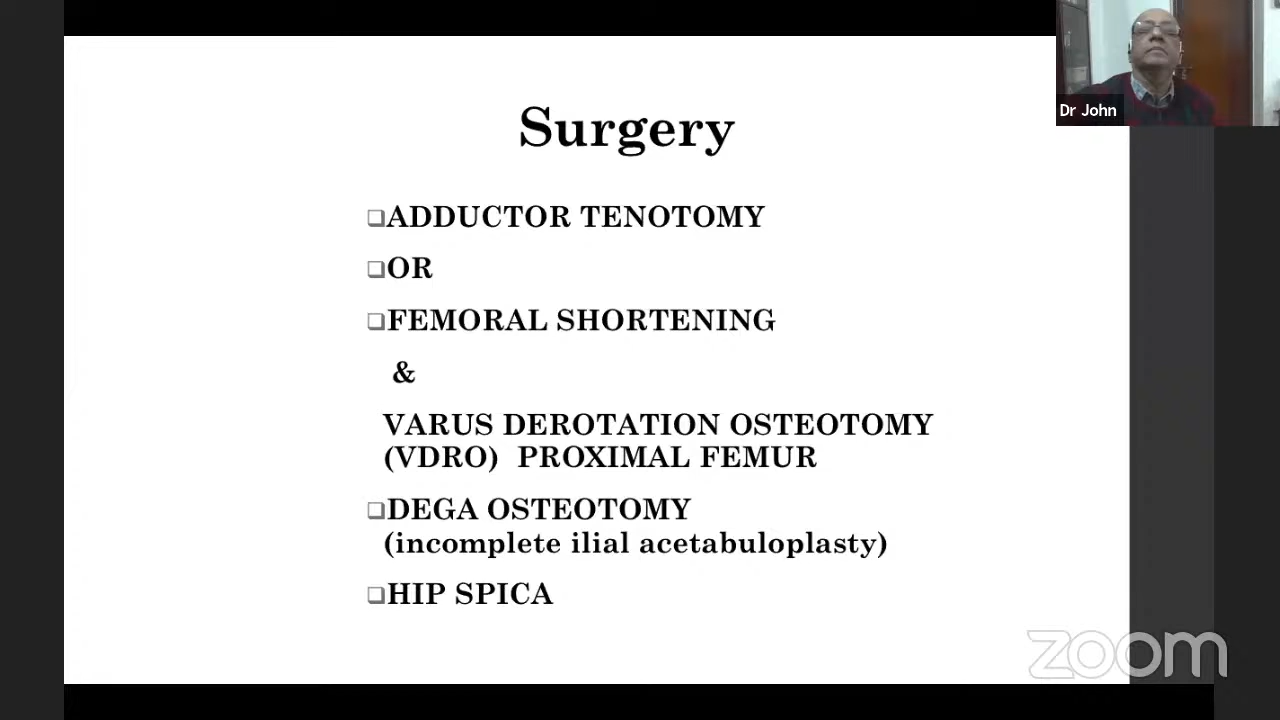 Dr John
Surgery
❑ADDUCTOR TENOTOMY
❑OR
❑FEMORAL SHORTENING
&
VARUS DEROTATION OSTEOTOMY
(VDRO) PROXIMAL FEMUR
❑DEGA OSTEOTOMY
(incomplete ilial acetabuloplasty)
❑HIP SPICA
zoom